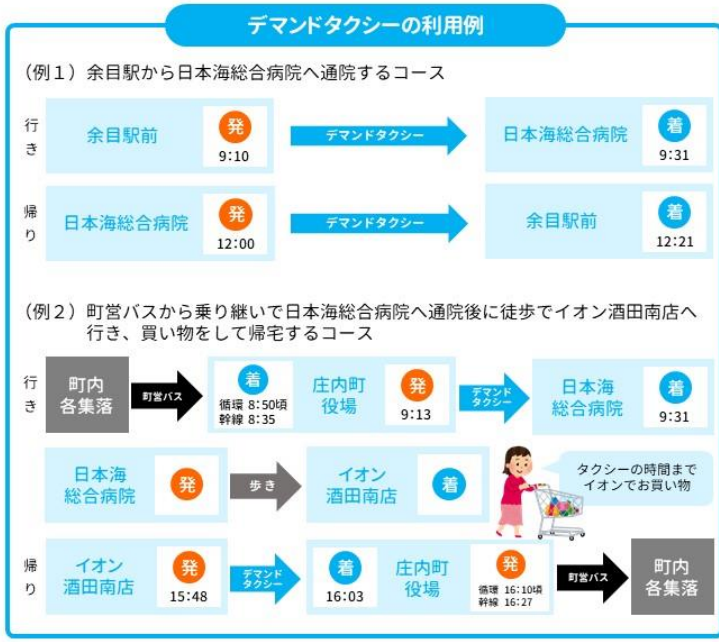 デマンドタクシーの利用例
（例１）余目駅から日本海総合病院へ通院するコース
行き
余目駅前
発
9：10
デマンドタクシー
日本海総合病院
着
9：31
帰り
日本海総合病院
発
12：00
デマンドタクシー
余目駅前
着
12：21
（例２）町営バスから乗り継いで日本海総合病院へ通院後に徒歩でイオン酒田南店へ
行き、買い物をして帰宅するコース
行き
町内
各集落
町営バス
着
循環 8：50頃
幹線 8：35
庄内町
役場
発
9：13
デマンド
タクシー
日本海
総合病院
着
9：31
日本海
総合病院
発
歩き
イオン
酒田南店
着
タクシーの時間まで
イオンでお買い物
帰り
イオン
酒田南店
発
15：48
デマンド
タクシー
着
16：03
庄内町
役場
発
循環 16：10頃
幹線 16：27
町営バス
町内
各集落